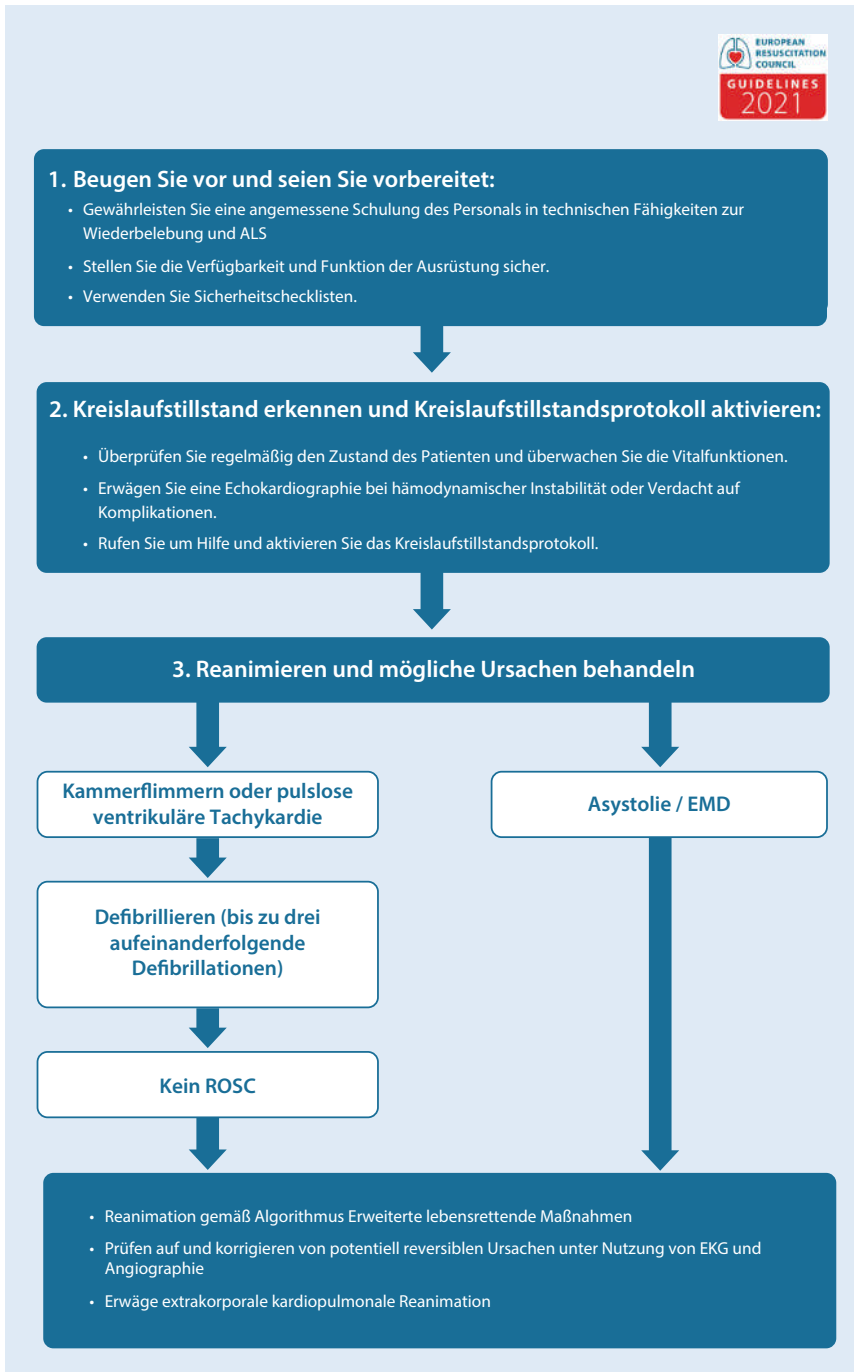 EUROPEAN
RESUSCITATION
COUNCIL
GUIDELINES
2021
1. Beugen Sie vor und seien Sie vorbereitet:
• Gewährleisten Sie eine angemessene Schulung des Personals in technischen Fähigkeiten zur
Wiederbelebung und ALS
• Stellen Sie die Verfügbarkeit und Funktion der Ausrüstung sicher.
• Verwenden Sie Sicherheitschecklisten.
2. Kreislaufstillstand erkennen und Kreislaufstillstandsprotokoll aktivieren:
• Überprüfen Sie regelmäßig den Zustand des Patienten und überwachen Sie die Vitalfunktionen.
• Erwägen Sie eine Echokardiographie bei hämodynamischer Instabilität oder Verdacht auf
Komplikationen.
• Rufen Sie um Hilfe und aktivieren Sie das Kreislaufstillstandsprotokoll.
3. Reanimieren und mögliche Ursachen behandeln
Kammerflimmern oder pulslose
ventrikuläre Tachykardie
Asystolie / EMD
Defibrillieren (bis zu drei
aufeinanderfolgende
Defibrillationen)
Kein ROSC
• Reanimation gemäß Algorithmus Erweiterte lebensrettende Maßnahmen
• Prüfen auf und korrigieren von potentiell reversiblen Ursachen unter Nutzung von EKG und
Angiographie
• Erwäge extrakorporale kardiopulmonale Reanimation